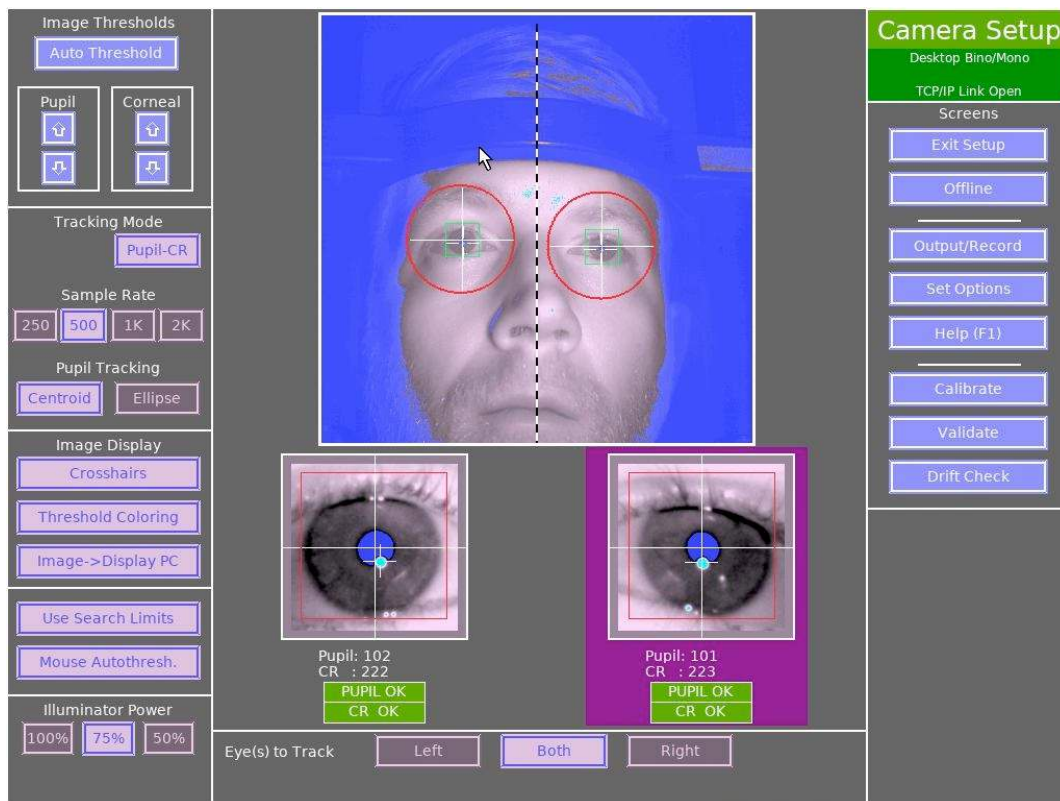 Image Thresholds
Auto Threshold
Pupil
Corneal
Tracking Mode
Pupil-CR
Sample Rate
250 500 1K 2K
Pupil Tracking
Centroid Ellipse
Image Display
Crosshairs
Threshold Coloring
Image->Display PC
Use Search Limits
Mouse Autothresh.
Illuminator Power
100% 75% 50%
Pupil: 102
CR : 222
PUPIL OK
CR OK
Pupil: 101
CR : 223
PUPIL OK
CR OK
Eye(s) to Track Left Both Right
Camera Setup
Desktop Bino/Mono
TCP/IP Link Open
Screens
Exit Setup
Offline
Output/Record
Set Options
Help (F1)
Calibrate
Validate
Drift Check